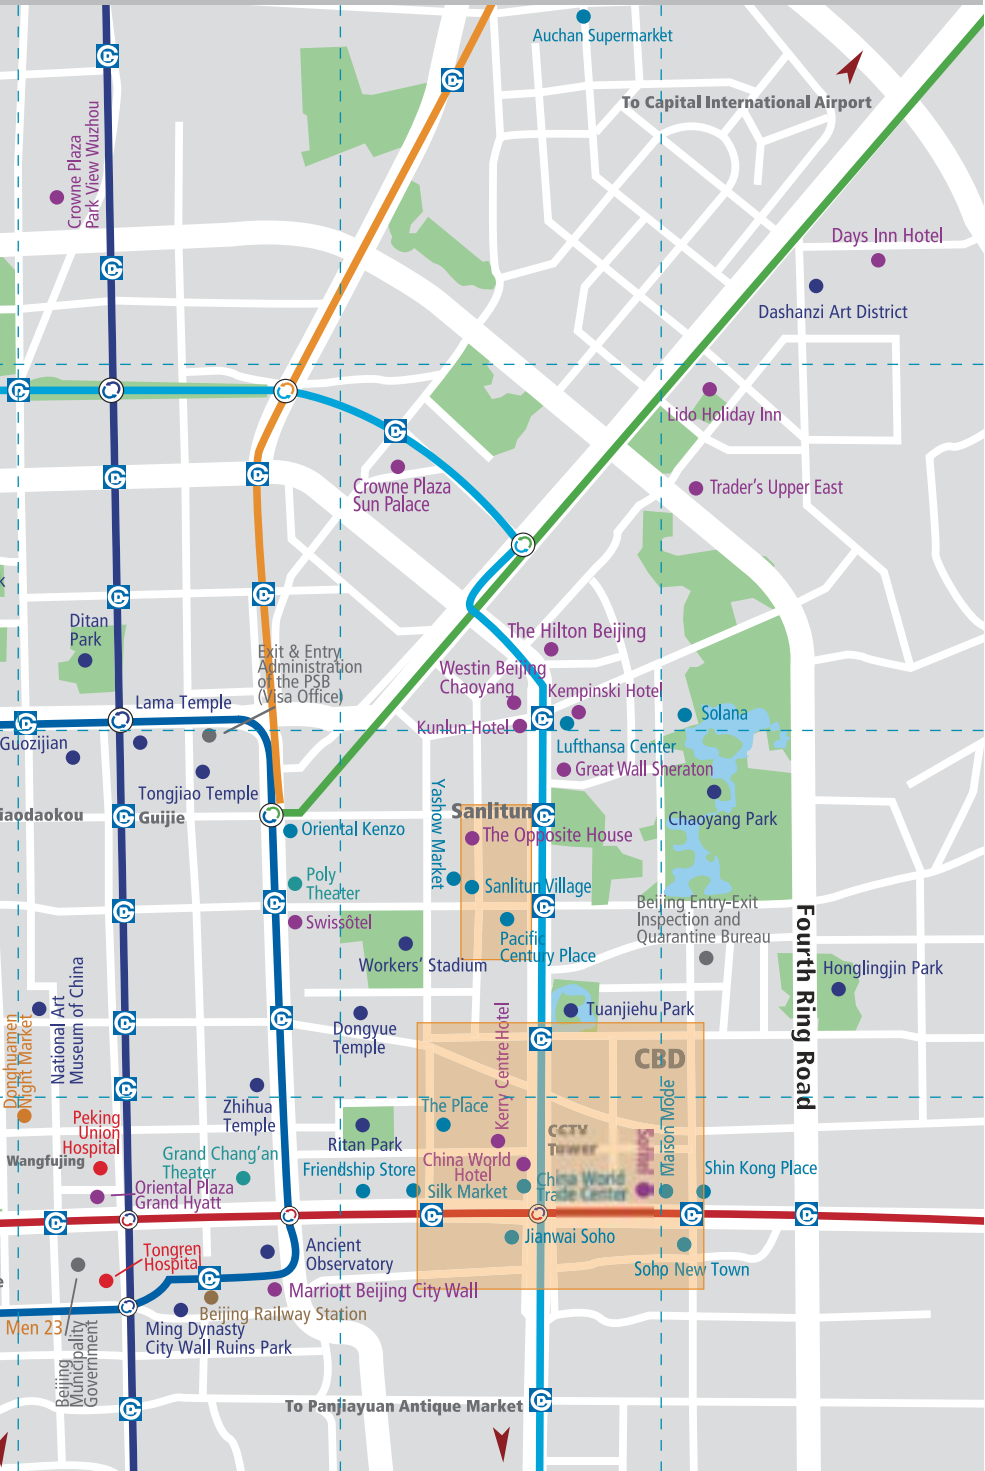 Auchan Supermarket
To Capital International Airport
Crowne Plaza
Park View Wuzhou
Days Inn Hotel
Dashanzi Art District
Lido Holiday Inn
Crowne Plaza
Sun Palace
Trader's Upper East
Ditan
Park
The Hilton Beijing
Exit & Entry
Administration
of the PSB
(Visa Office)
Westin Beijing
Chaoyang
Kempinski Hotel
Lama Temple
Kunlun Hotel
Solana
Guozijian
Lufthansa Center
Great Wall Sheraton
Tongjiao Temple
Yashow Market
Sanlitun
Chaoyang Park
iaodaokou
Guijie
Oriental Kenzo
The Opposite House
Poly
Theater
Sanlitun Village
Swissôtel
Beijing Entry-Exit
Inspection and
Quarantine Bureau
Pacific
Century Place
Workers' Stadium
Fourth Ring Road
Honglingjin Park
National Art
Museum of China
Tuanjiehu Park
Donghuamen
Night Market
Dongyue
Temple
Kerry Centre Hotel
CBD
Zhihua
Temple
The Place
Maison Mode
Peking
Union
Hospital
Ritan Park
CCTV
Tower
Wangfujing
Grand Chang'an
Theater
Friendship Store
China World
Hotel
Shin Kong Place
Oriental Plaza
Grand Hyatt
Silk Market
China World
Trade Center
Tongren
Hospital
Ancient
Observatory
Jianwai Soho
Soho New Town
Marriott Beijing City Wall
Beijing Railway Station
Men 23
Ming Dynasty
City Wall Ruins Park
Beijing
Municipality
Government
To Panjiayuan Antique Market